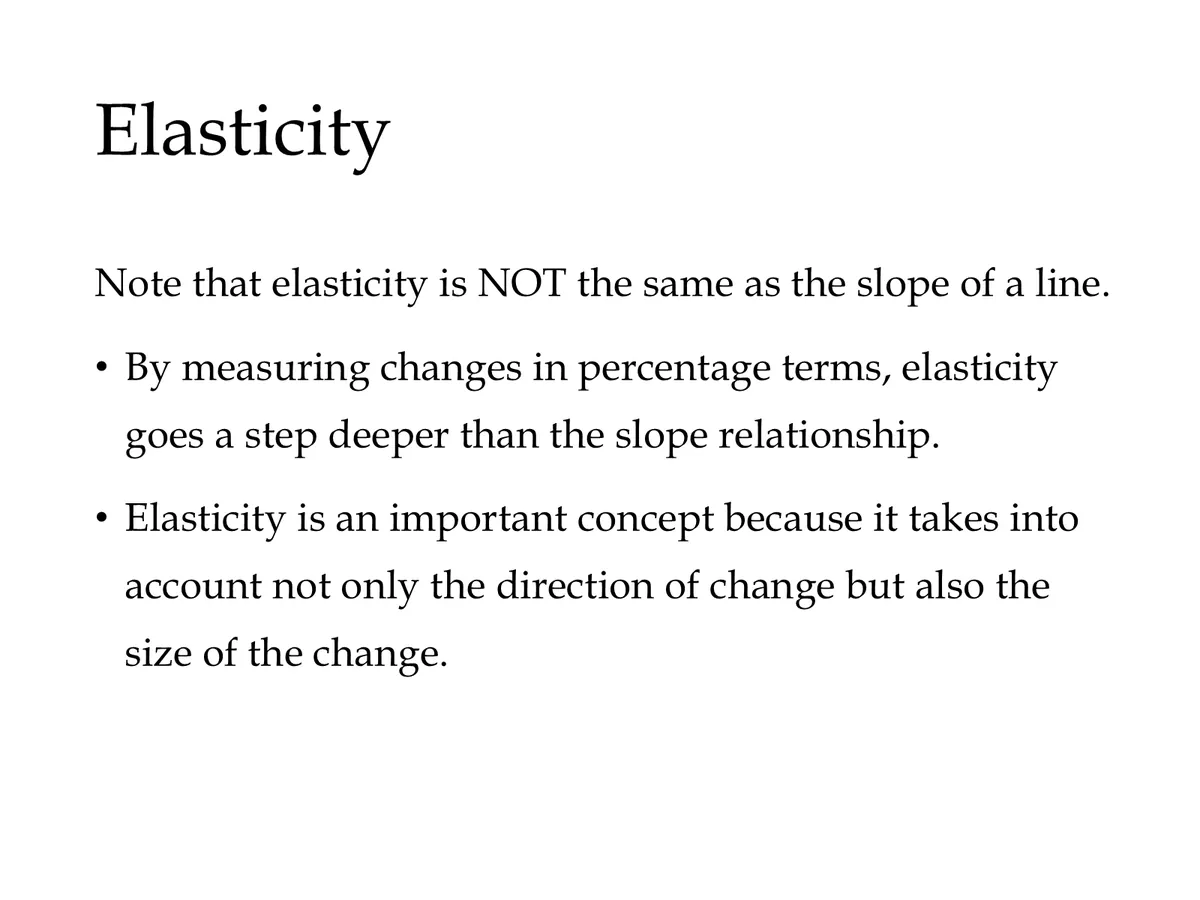 Elasticity
Note that elasticity is NOT the same as the slope of a line.
• By measuring changes in percentage terms, elasticity
goes a step deeper than the slope relationship.
• Elasticity is an important concept because it takes into
account not only the direction of change but also the
size of the change.